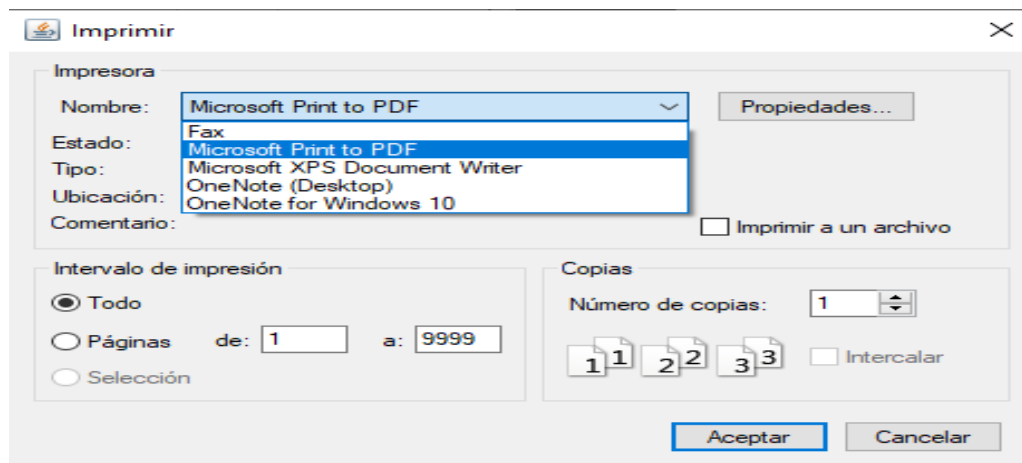 Imprimir
Impresora
Nombre: Microsoft Print to PDF Propiedades...
Fax
Estado:
Microsoft Print to PDF
Tipo: Microsoft XPS Document Writer
OneNote (Desktop)
Ubicación:
OneNote for Windows 10
Comentario: Imprimir a un archivo
Intervalo de impresión
Todo
Páginas de: 1 a: 9999
Selección
Copias
Número de copias: 1
1 1 2 2 3 3 Intercalar
Aceptar Cancelar